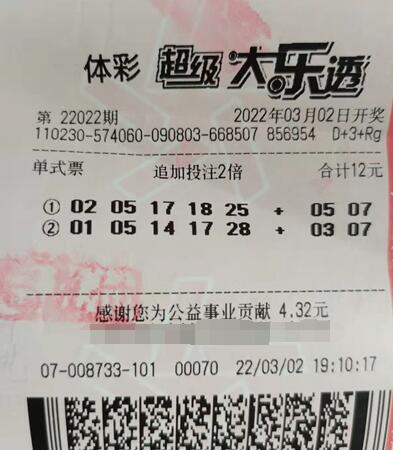 体彩 超级大乐透
第 22022期 2022年03月02日开奖
110230-574060-090803-668507 856954 D+3+Rg
单式票 追加投注2倍 合计12元
① 02 05 17 18 25 + 05 07
② 01 05 14 17 28 + 03 07
感谢您为公益事业贡献 4.32元
07-008733-101 00070 22/03/02 19:10:17